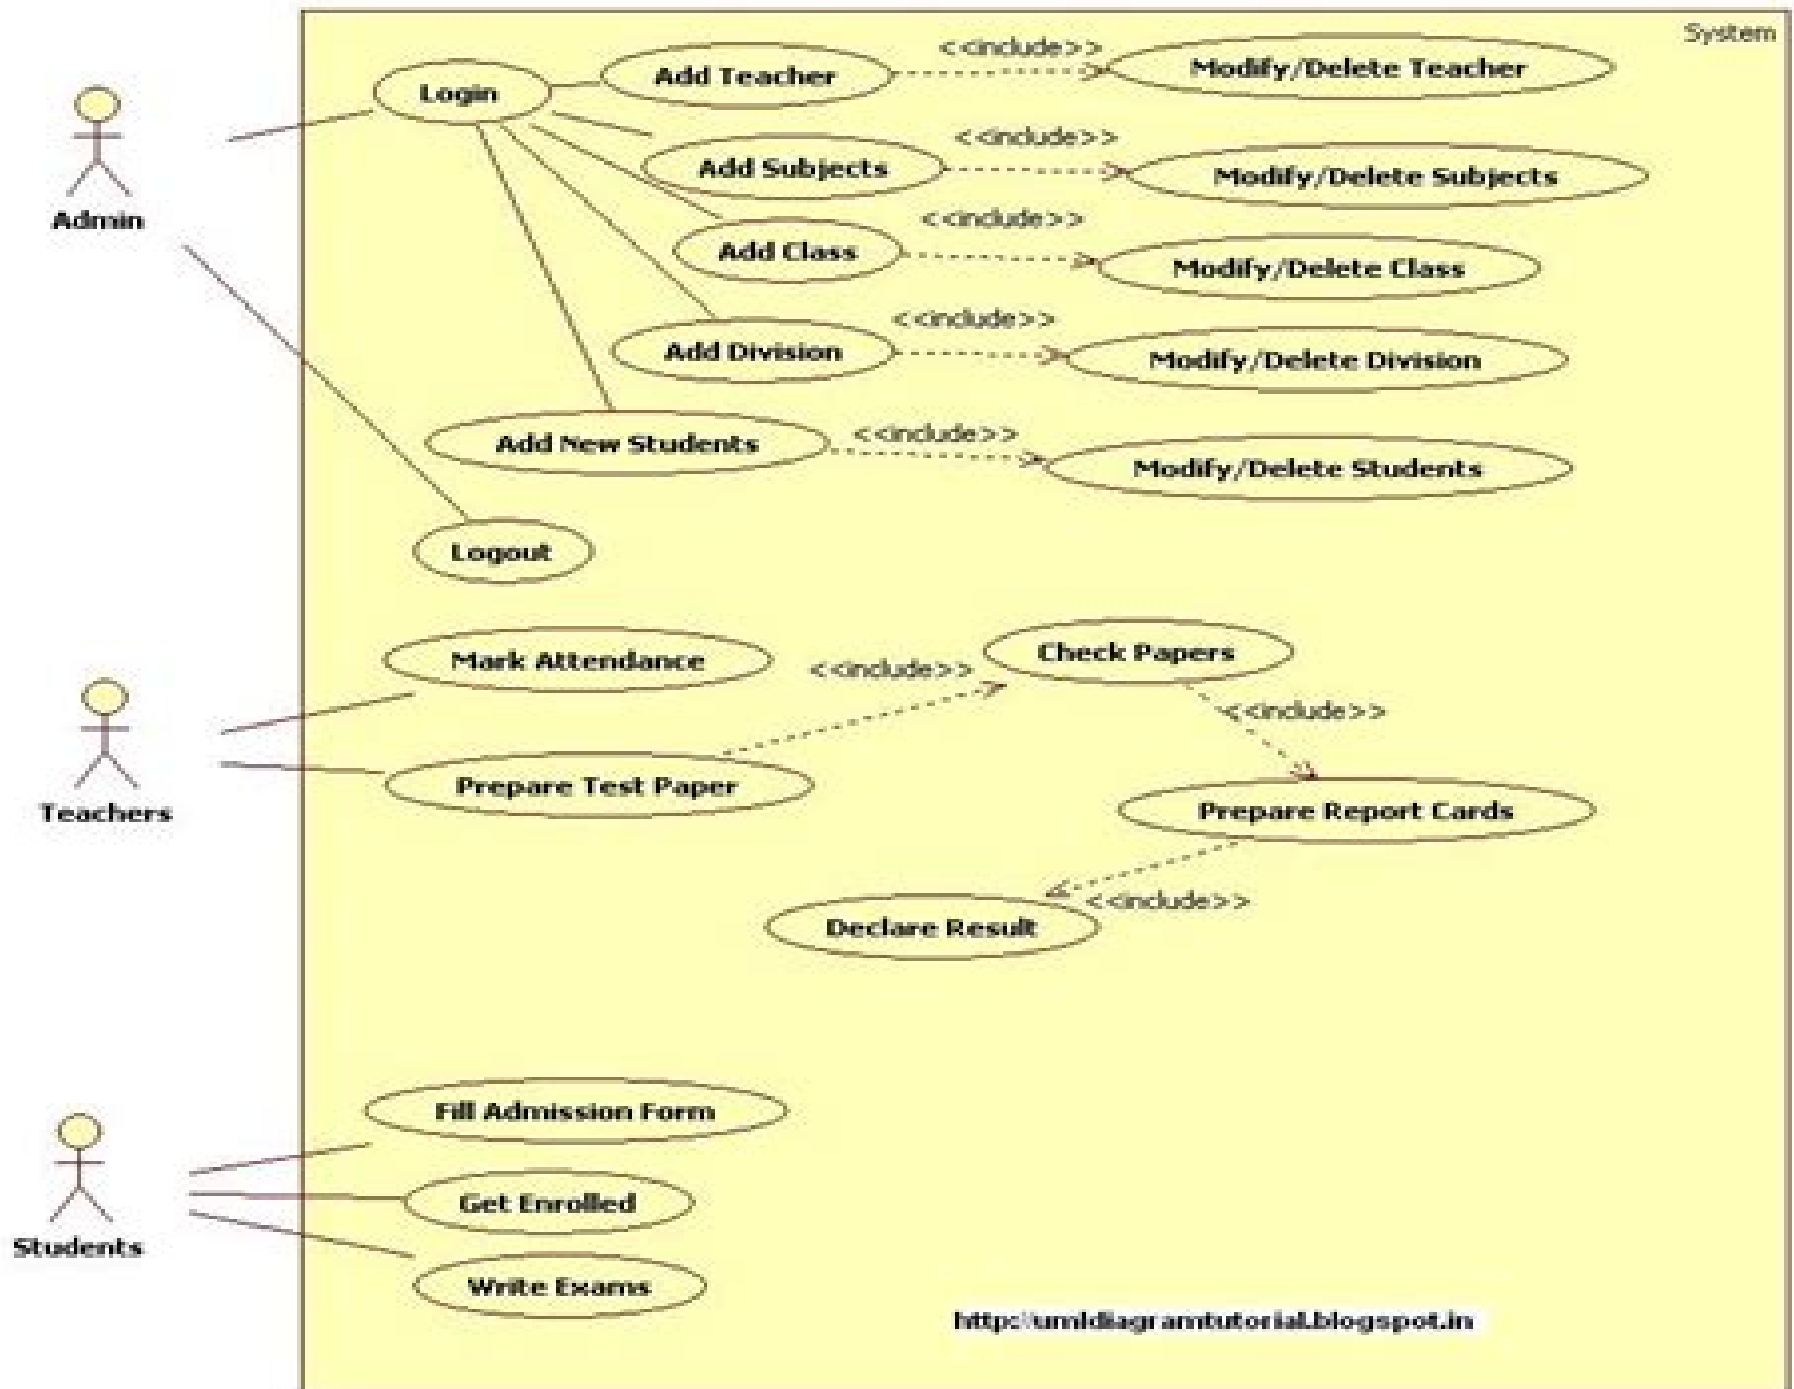 System
Login
Add Teacher
<<include>>
Modify/Delete Teacher
Add Subjects
<<include>>
Modify/Delete Subjects
Add Class
<<include>>
Modify/Delete Class
Add Division
<<include>>
Modify/Delete Division
Add New Students
<<include>>
Modify/Delete Students
Logout
Admin
Mark Attendance
<<include>>
Check Papers
<<include>>
Prepare Test Paper
Prepare Report Cards
<<include>>
Declare Result
Teachers
Fill Admission Form
Get Enrolled
Write Exams
Students
http://umldiagramtutorial.blogspot.in